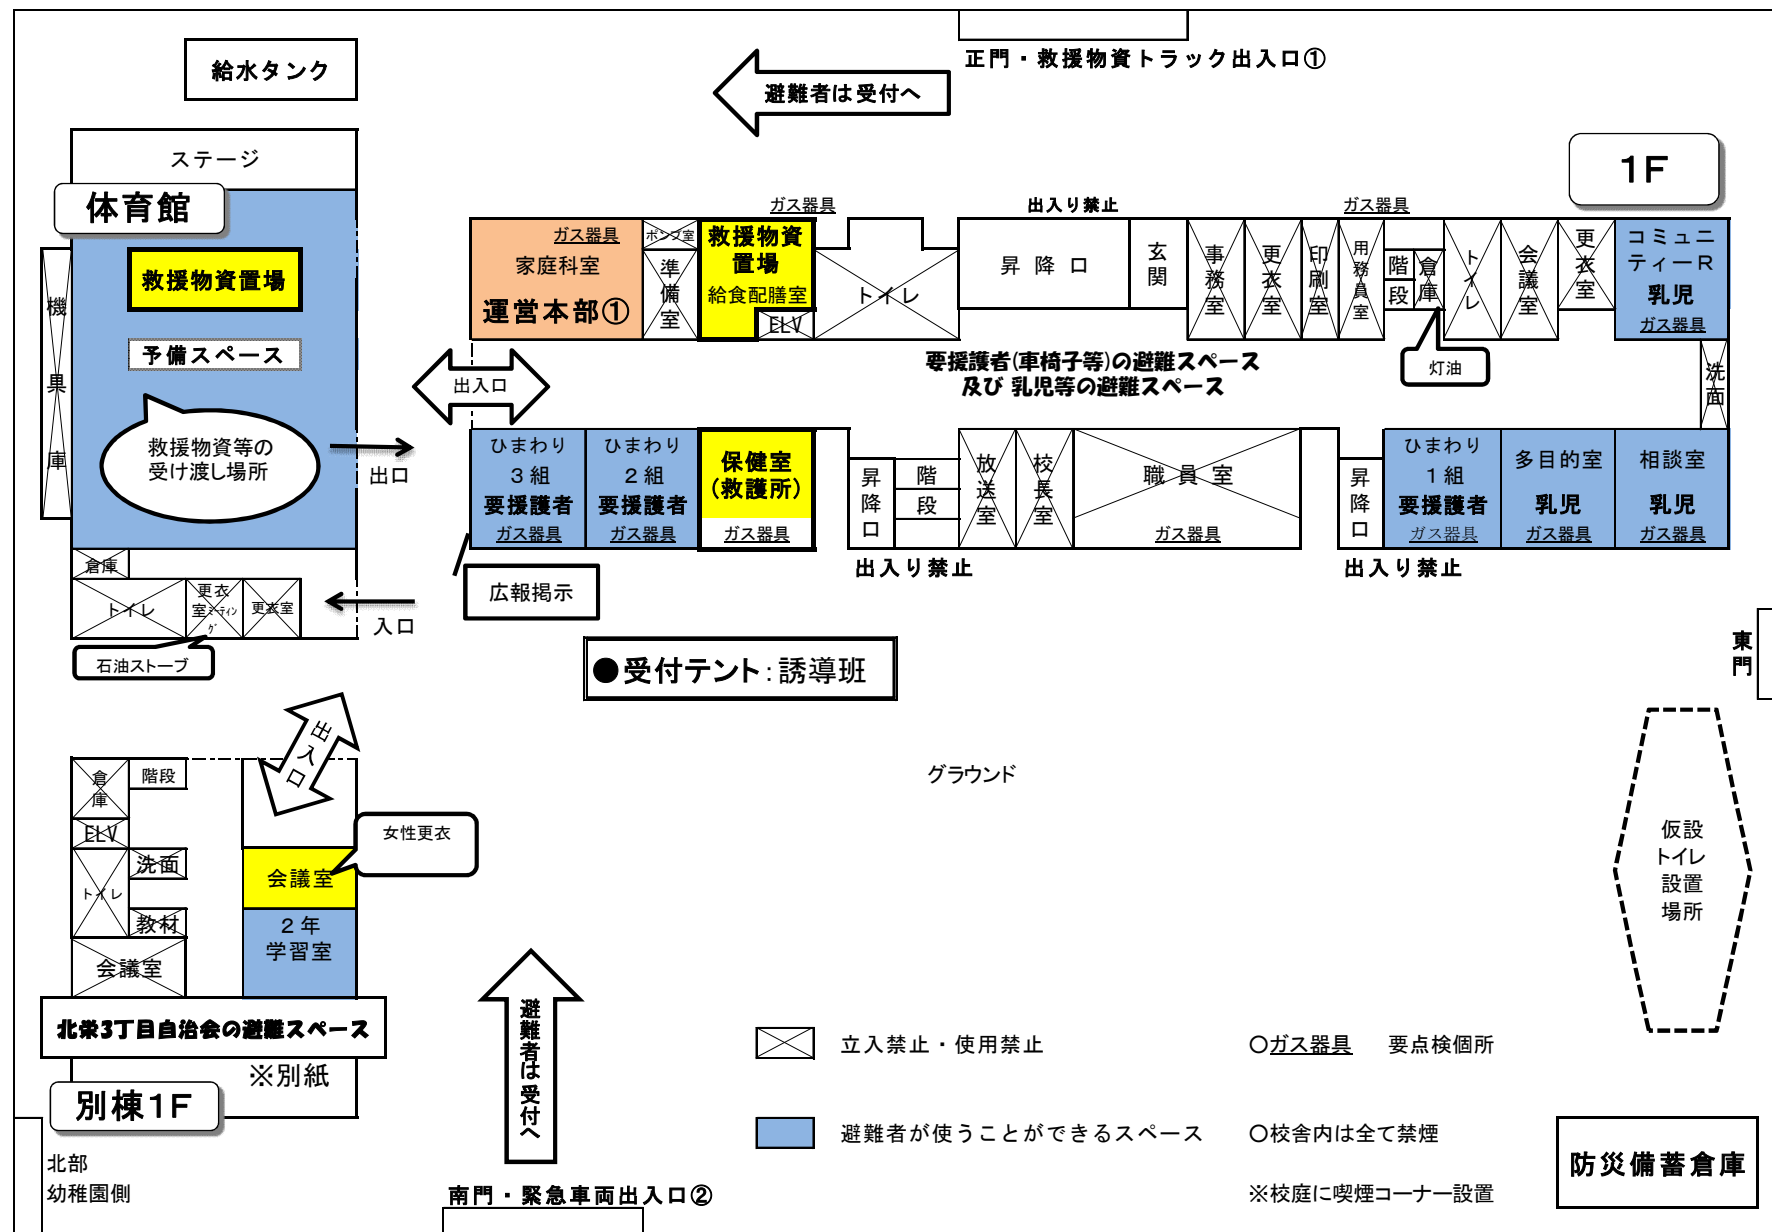 正門・救援物資トラック出入口①
給水タンク
避難者は受付へ
ステージ
体育館
1F
ガス器具
出入り禁止
ガス器具
救援物資置場
予備スペース
機具庫
救援物資等の
受け渡し場所
出口
倉庫
トイレ
更衣
室ミーティン
グ
更衣室
入口
石油ストーブ
ガス器具
家庭科室
運営本部①
ポンプ室
準備室
救援物資
置場
給食配膳室
ELV
トイレ
昇降口
玄関
事務室
更衣室
印刷室
用務員室
階段
倉庫
トイレ
会議室
更衣室
コミュニ
ティーR
乳児
ガス器具
灯油
洗面
出入口
要援護者(車椅子等)の避難スペース
及び 乳児等の避難スペース
ひまわり
3組
要援護者
ガス器具
ひまわり
2組
要援護者
ガス器具
保健室
(救護所)
ガス器具
昇降口
階段
放送室
校長室
職員室
ガス器具
昇降口
ひまわり
1組
要援護者
ガス器具
多目的室
乳児
ガス器具
相談室
乳児
ガス器具
出入り禁止
出入り禁止
広報掲示
●受付テント:誘導班
東門
出入口
グラウンド
倉庫
階段
ELV
洗面
トイレ
教材
会議室
女性更衣
会議室
2年
学習室
仮設
トイレ
設置
場所
北栄3丁目自治会の避難スペース
※別紙
別棟1F
避難者は受付へ
立入禁止・使用禁止
○ガス器具 要点検個所
避難者が使うことができるスペース
○校舎内は全て禁煙
※校庭に喫煙コーナー設置
防災備蓄倉庫
北部
幼稚園側
南門・緊急車両出入口②